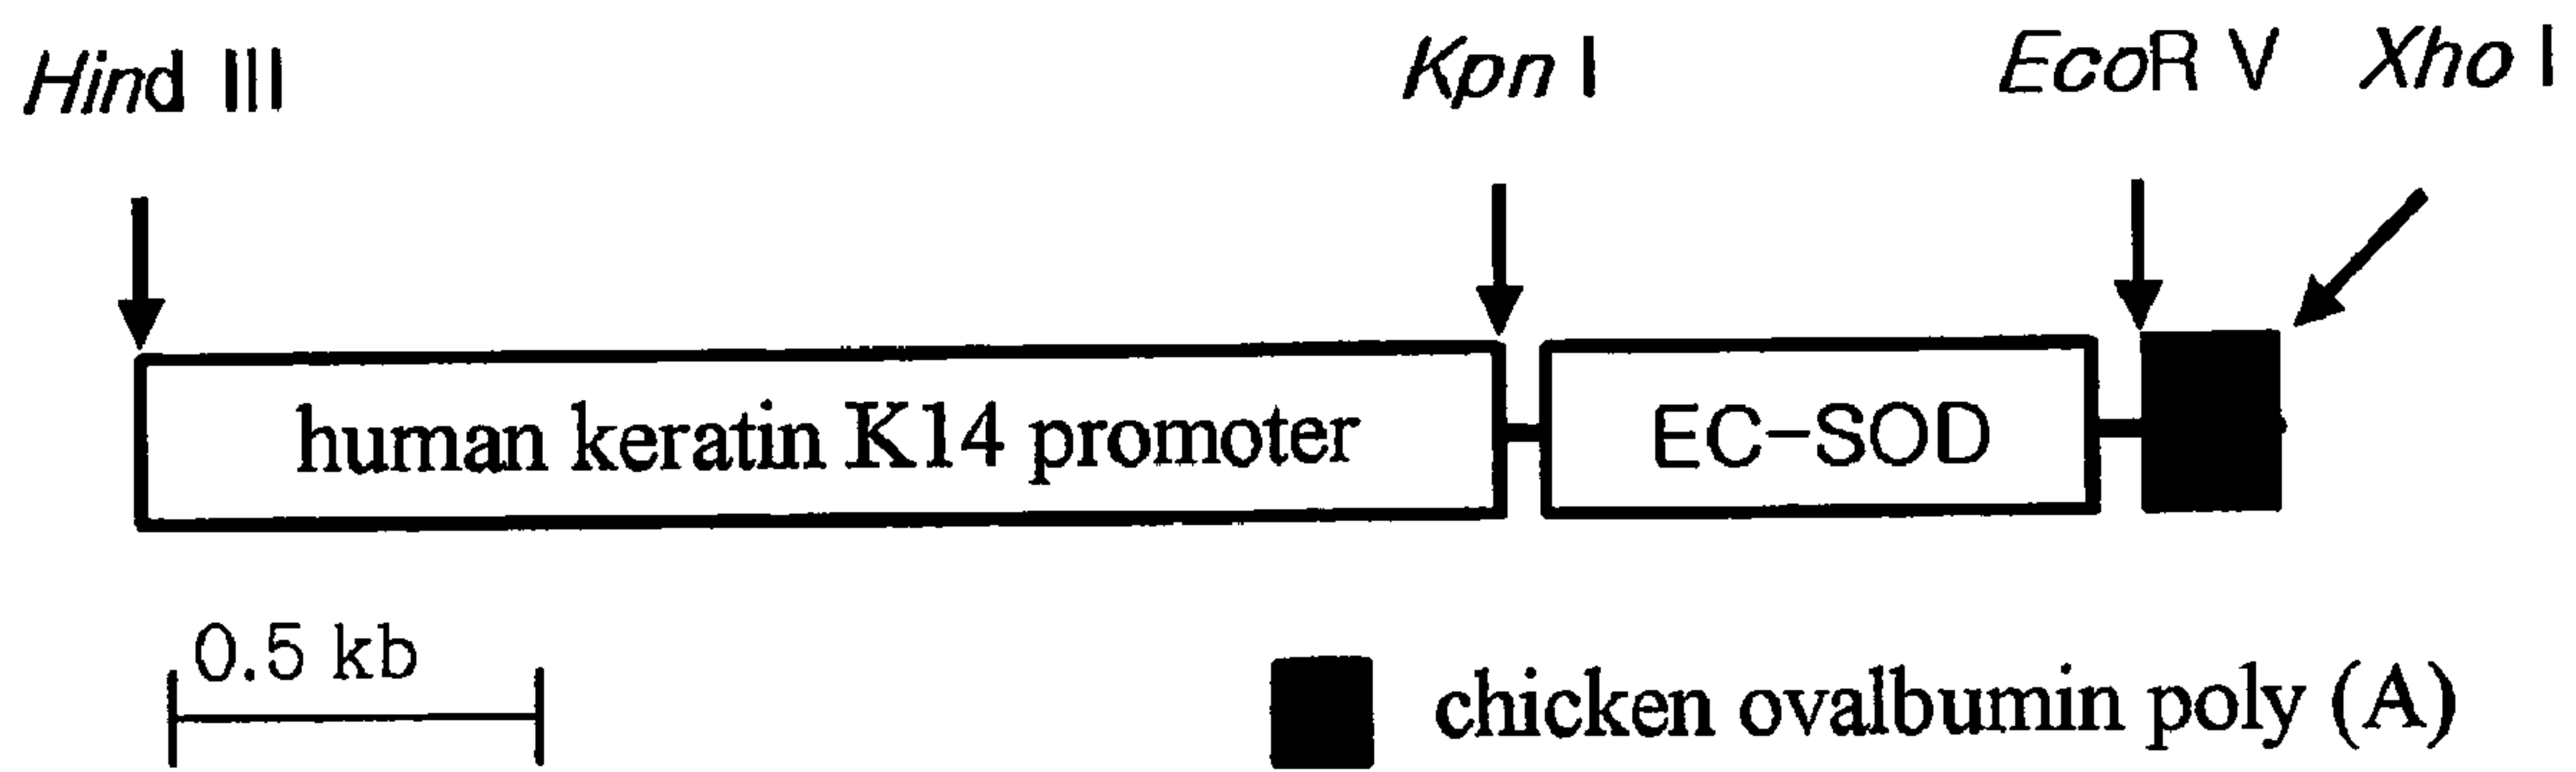 Hind III Kpn I EcoR V Xho I
human keratin K14 promoter EC-SOD
0.5 kb
chicken ovalbumin poly (A)